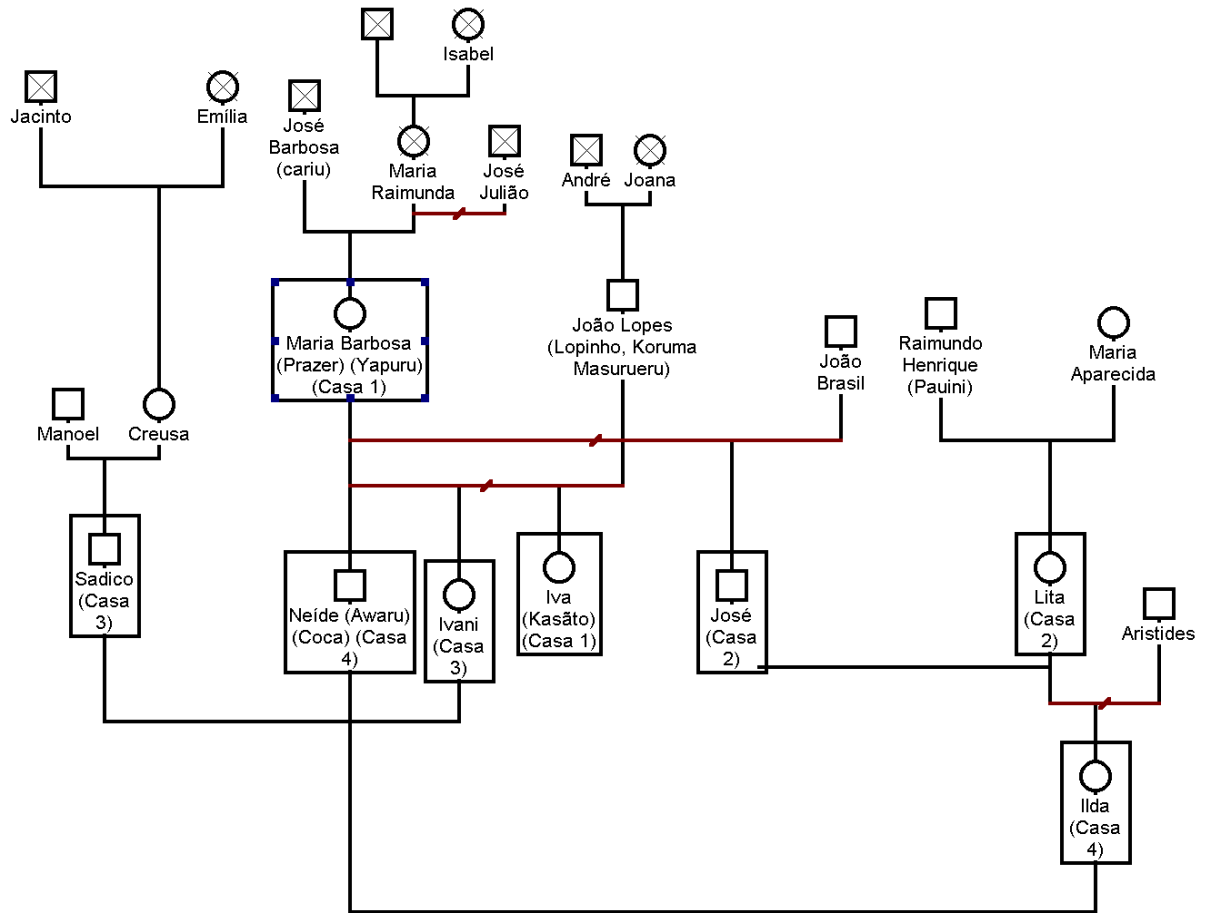 Isabel
Jacinto
Emília
José
Barbosa
(cariu)
Maria
Raimunda
José
Julião
André
Joana
Maria Barbosa
(Prazer) (Yapuru)
(Casa 1)
João Lopes
(Lopinho, Koruma
Masurueru)
João
Brasil
Raimundo
Henrique
(Pauini)
Maria
Aparecida
Manoel
Creusa
Sadico
(Casa
3)
Neíde (Awaru)
(Coca) (Casa
4)
Ivani
(Casa
3)
Iva
(Kasãto)
(Casa 1)
José
(Casa
2)
Lita
(Casa
2)
Aristides
Ilda
(Casa
4)